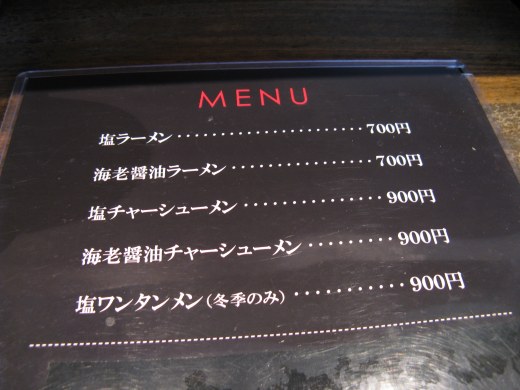 MENU
塩ラーメン・・・・・・・・・・・・・・・・・・・・・・・700円
海老醤油ラーメン・・・・・・・・・・・・・・・・・700円
塩チャーシューメン・・・・・・・・・・・・・・900円
海老醤油チャーシューメン・・・・・・・・・900円
塩ワンタンメン(冬季のみ)・・・・・・・・・・・900円